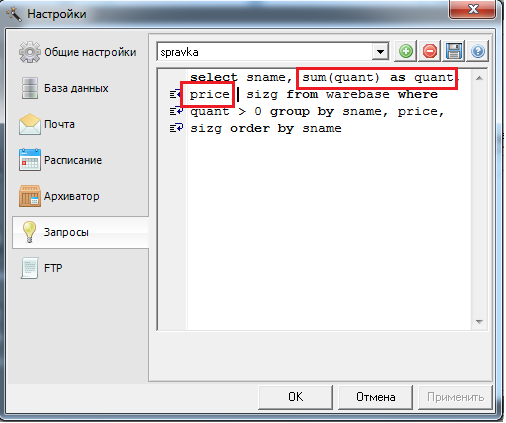 Настройки
Общие настройки
База данных
Почта
Расписание
Архиватор
Запросы
FTP
spravka
select sname, sum(quant) as quant,
price, sizg from warebase where
quant > 0 group by sname, price,
sizg order by sname
OK
Отмена
Применить